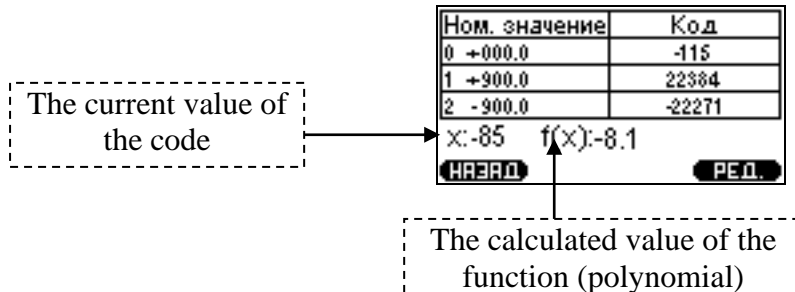 Ном. значение Код
0 +000.0 -115
1 +900.0 22384
2 -900.0 -22271
The current value of
the code
x:-85 f(x):-8.1
НАЗАД РЕД.
The calculated value of the
function (polynomial)